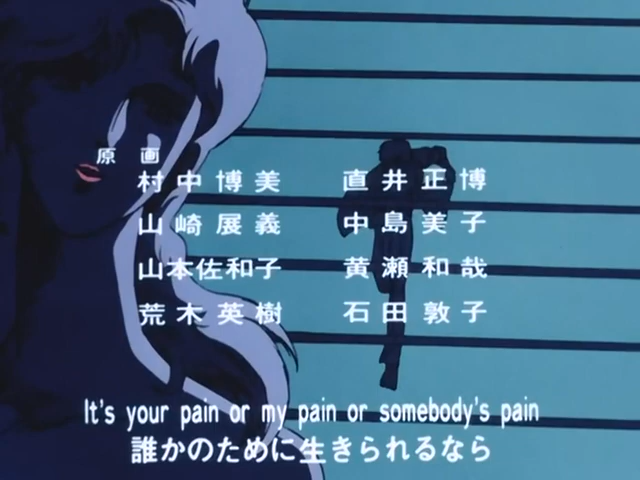 原画
村中博美 直井正博
山崎展義 中島美子
山本佐和子 黄瀬和哉
荒木英樹 石田敦子
It's your pain or my pain or somebody's pain
誰かのために生きられるなら